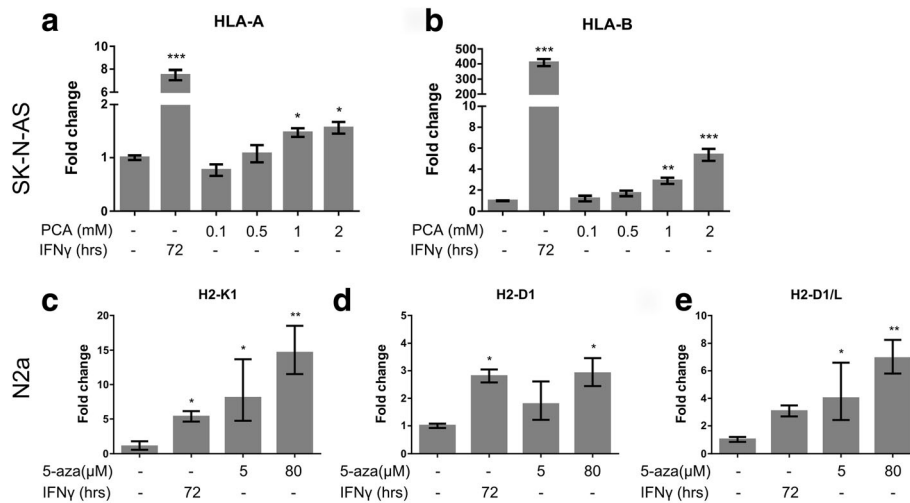 a
HLA-A
b
HLA-B
SK-N-AS
Fold change
10
8
6
2
1
0
***
*
*
Fold change
500
400
300
200
10
8
6
4
2
0
***
**
***
PCA (mM) - - 0.1 0.5 1 2
IFNγ (hrs) - 72 - - - -
PCA (mM) - - 0.1 0.5 1 2
IFNγ (hrs) - 72 - - - -
c
H2-K1
d
H2-D1
e
H2-D1/L
N2a
Fold change
20
15
10
5
0
*
*
**
Fold change
5
4
3
2
1
0
*
*
Fold change
10
8
6
4
2
0
*
**
5-aza(μM) - - 5 80
IFNγ (hrs) - 72 - -
5-aza(μM) - - 5 80
IFNγ (hrs) - 72 - -
5-aza(μM) - - 5 80
IFNγ (hrs) - 72 - -